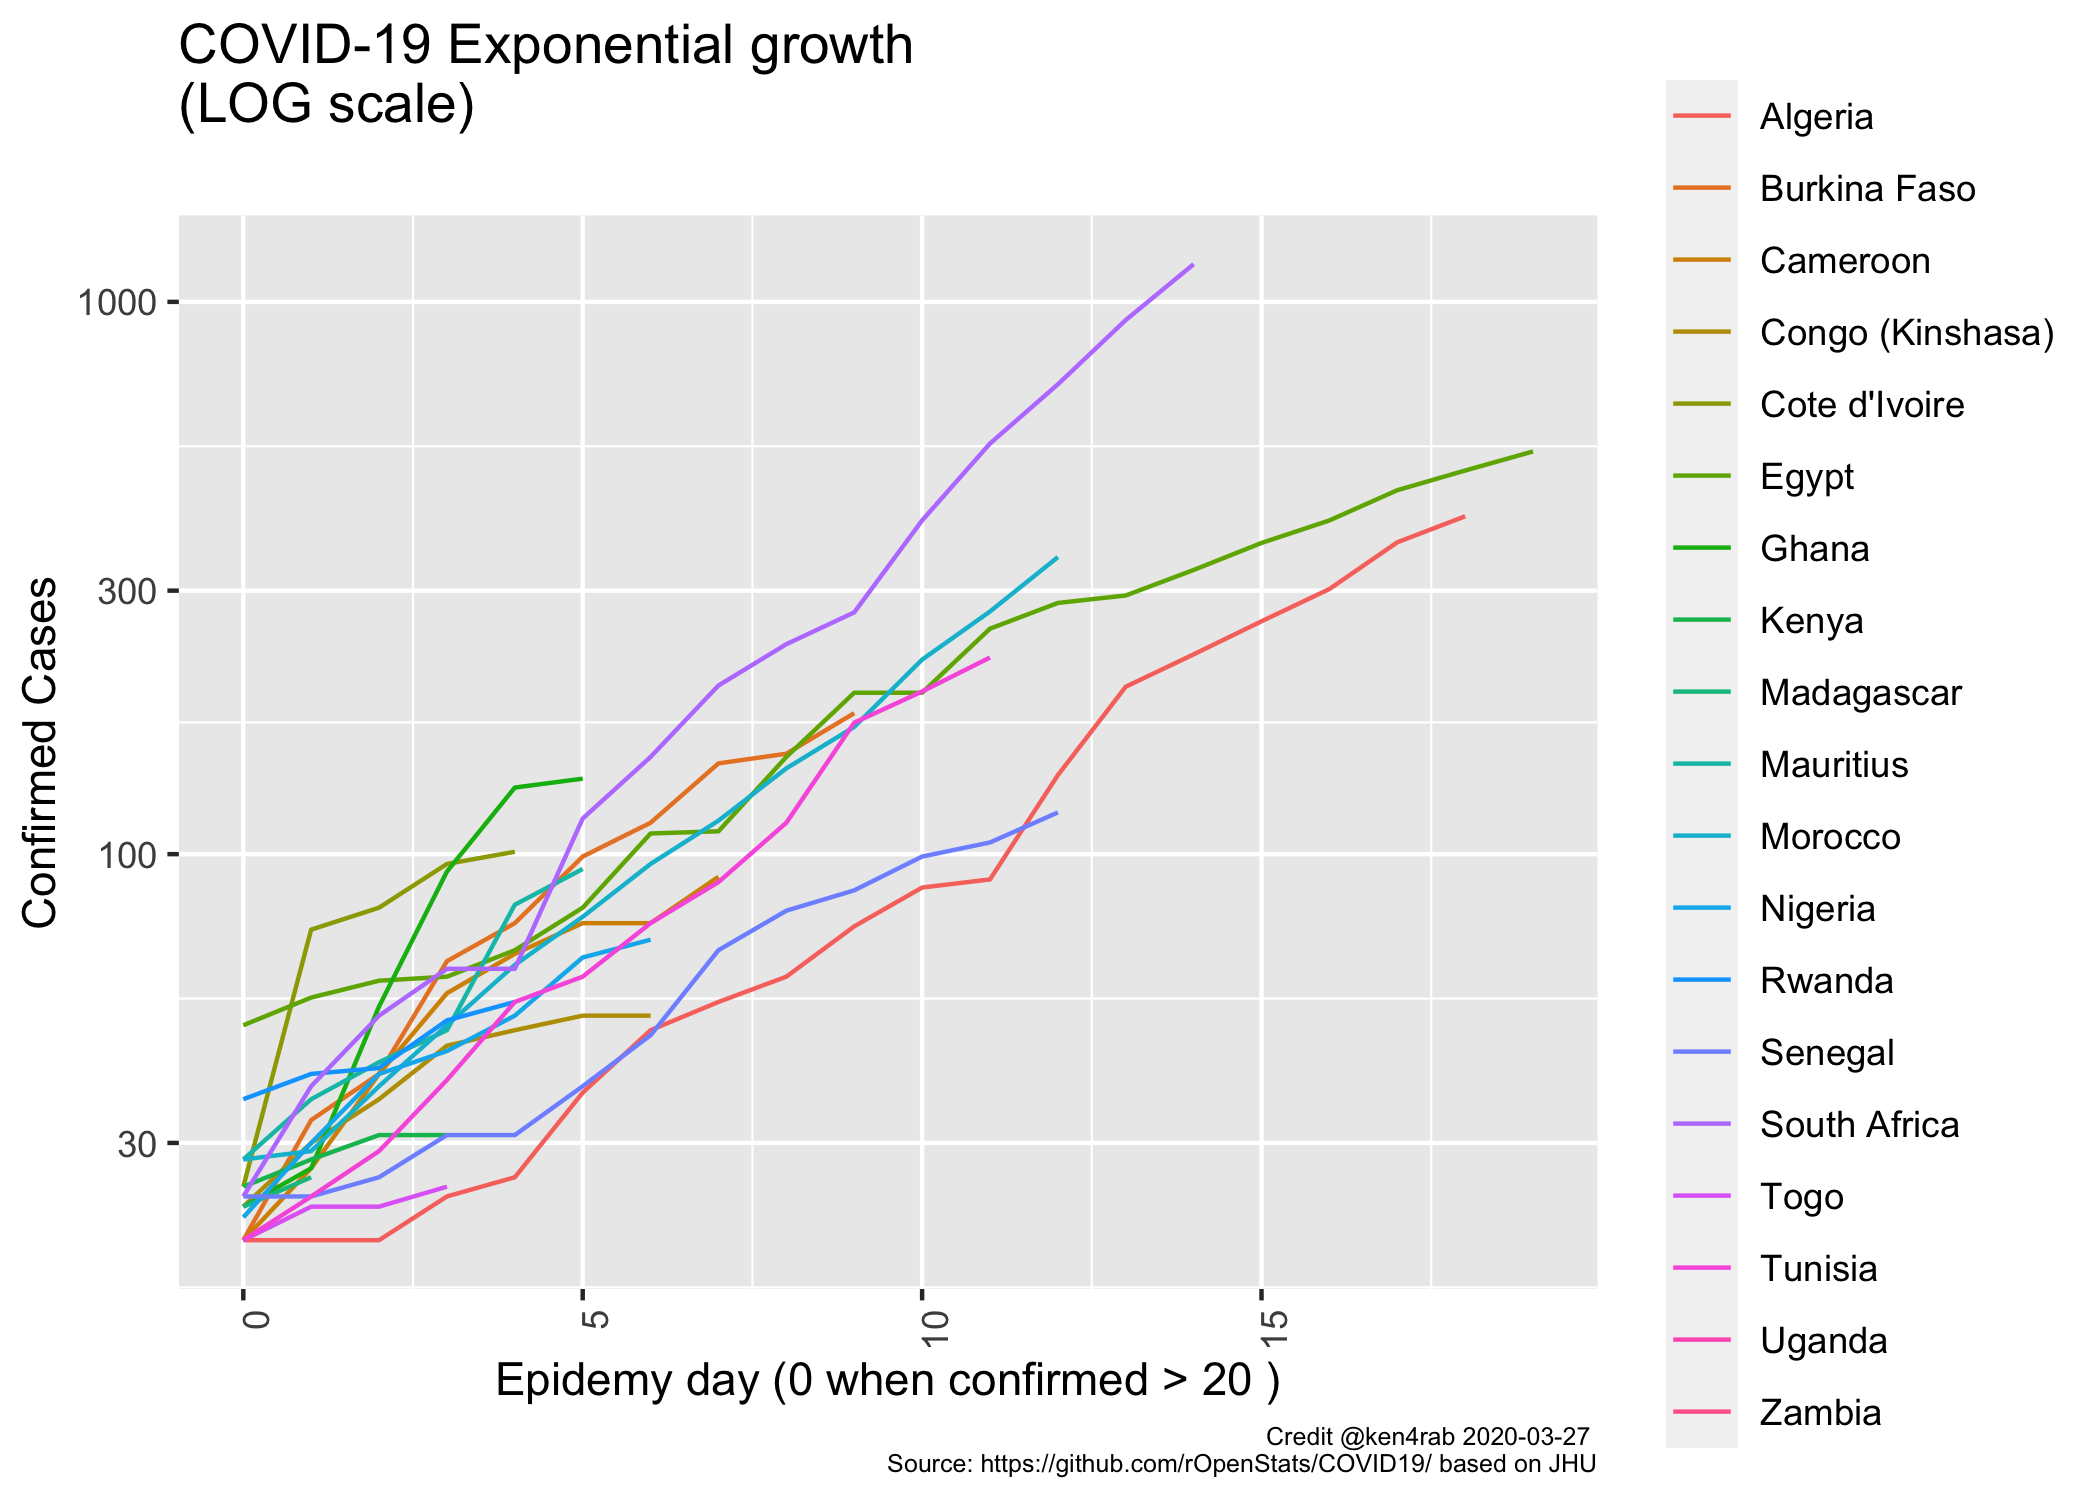 COVID-19 Exponential growth
(LOG scale)
Confirmed Cases
1000
300
100
30
0
5
10
15
Epidemy day (0 when confirmed > 20 )
Algeria
Burkina Faso
Cameroon
Congo (Kinshasa)
Cote d'Ivoire
Egypt
Ghana
Kenya
Madagascar
Mauritius
Morocco
Nigeria
Rwanda
Senegal
South Africa
Togo
Tunisia
Uganda
Zambia
Credit @ken4rab 2020-03-27
Source: https://github.com/rOpenStats/COVID19/ based on JHU